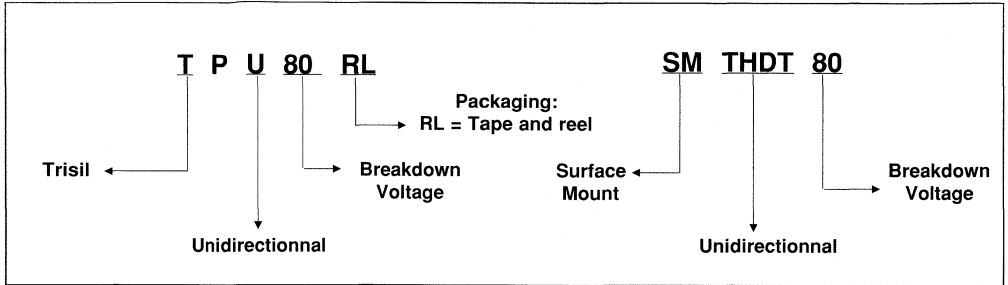 T P U 80 RL
Packaging:
RL = Tape and reel
Trisil
Breakdown
Voltage
Unidirectionnal
SM THDT 80
Surface
Mount
Breakdown
Voltage
Unidirectionnal